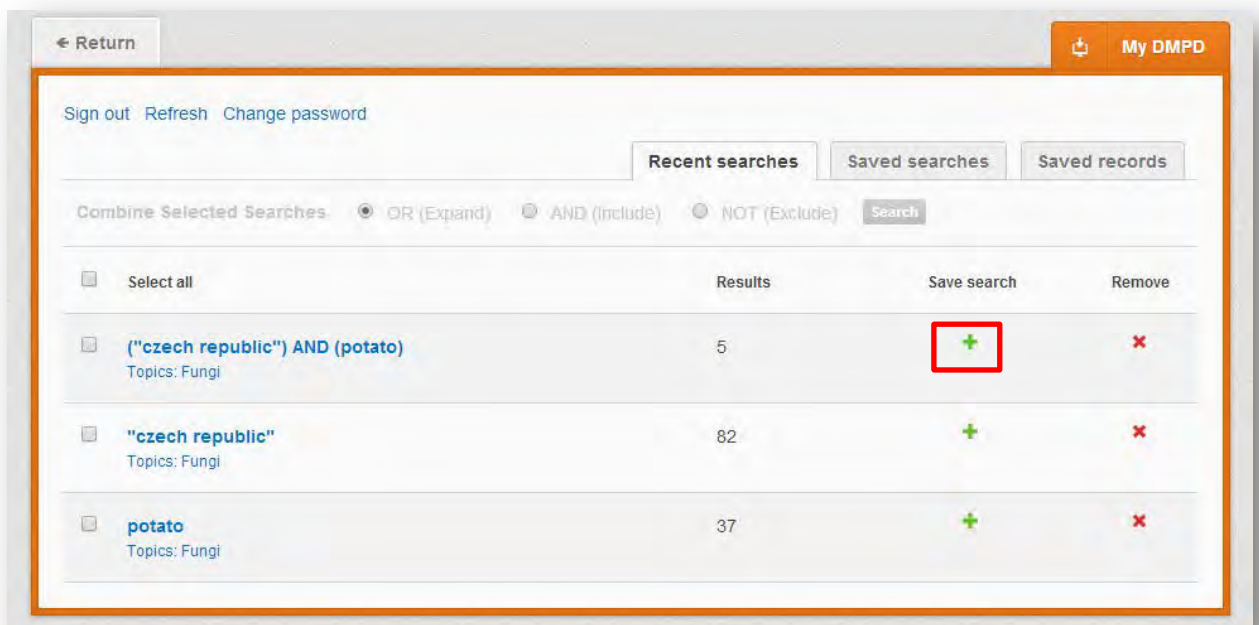 Return
My DMPD
Sign out Refresh Change password
Recent searches Saved searches Saved records
Combine Selected Searches OR (Expand) AND (Include) NOT (Exclude) Search
Select all Results Save search Remove
("czech republic") AND (potato) 5
Topics: Fungi
"czech republic" 82
Topics: Fungi
potato 37
Topics: Fungi